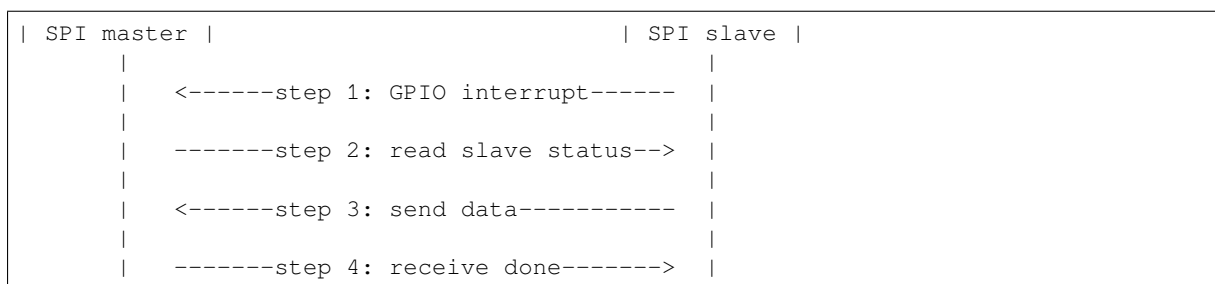 | SPI master |                                 | SPI slave |
       |                                             |
       |   <------step 1: GPIO interrupt------  |
       |                                             |
       |   -------step 2: read slave status-->  |
       |                                             |
       |   <------step 3: send data-----------  |
       |                                             |
       |   -------step 4: receive done------->  |